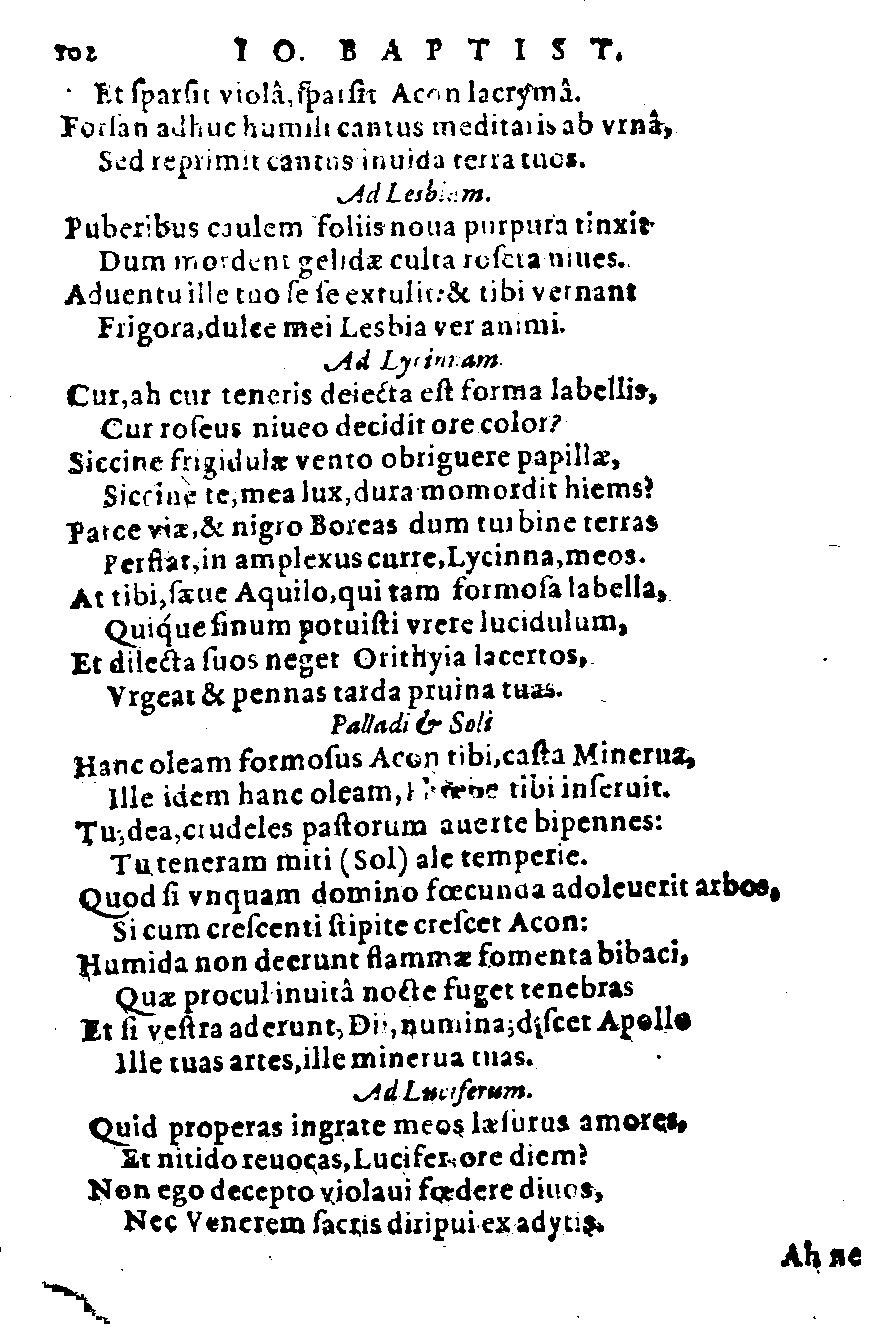 102 IO. BAPTIST.
Et ſparſit violâ, ſparſit Acon lacrymâ.
Forſan adhuc humili cantus meditaris ab vrnâ,
Sed reprimit cantus inuida terra tuos.
Ad Lesbiam.
Puberibus caulem foliis noua purpura tinxit
Dum mordent gelidæ culta roſeta niues.
Aduentu ille tuo ſe ſe extulit: & tibi vernant
Frigora, dulce mei Lesbia ver animi.
Ad Lycinnam.
Cur, ah cur teneris deiecta eſt forma labellis,
Cur roſeus niueo decidit ore color?
Siccine frigidulæ vento obriguere papillæ,
Siccine te, mea lux, dura momordit hiems?
Parce viæ, & nigro Boreas dum turbine terras
Perflat, in amplexus curre, Lycinna, meos.
At tibi, ſæue Aquilo, qui tam formoſa labella,
Quique ſinum potuiſti vrere lucidulum,
Et dilecta ſuos neget Orithyia lacertos,
Vrgeat & pennas tarda pruina tuas.
Palladi & Soli
Hanc oleam formoſus Acon tibi, caſta Minerua,
Ille idem hanc oleam, tibi inſeruit.
Tu, dea, crudeles paſtorum auerte bipennes:
Tu teneram miti (Sol) ale temperie.
Quod ſi vnquam domino fœcunda adoleuerit arbos,
Si cum creſcenti ſtipite creſcet Acon:
Humida non deerunt flammæ fomenta bibaci,
Quæ procul inuitâ nocte fuget tenebras
Et ſi veſtra aderunt, Di, numina; diſcet Apollo
Ille tuas artes, ille minerua tuas.
Ad Luciferum.
Quid properas ingrate meos læſurus amores,
Et nitido reuocas, Lucifer, ore diem?
Non ego decepto violaui fœdere diuos,
Nec Venerem ſacris diripui ex adytis.
Ah ne